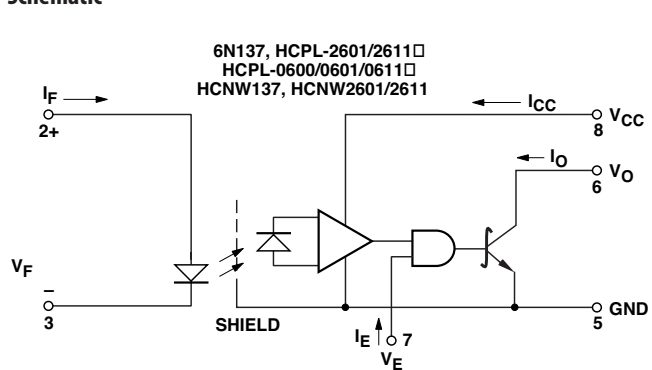 Schematic
6N137, HCPL-2601/2611□
HCPL-0600/0601/0611□
HCNW137, HCNW2601/2611
IF
2+
ICC
VCC
8
IO
VO
6
VF
–
3
SHIELD
IE
7
VE
GND
5